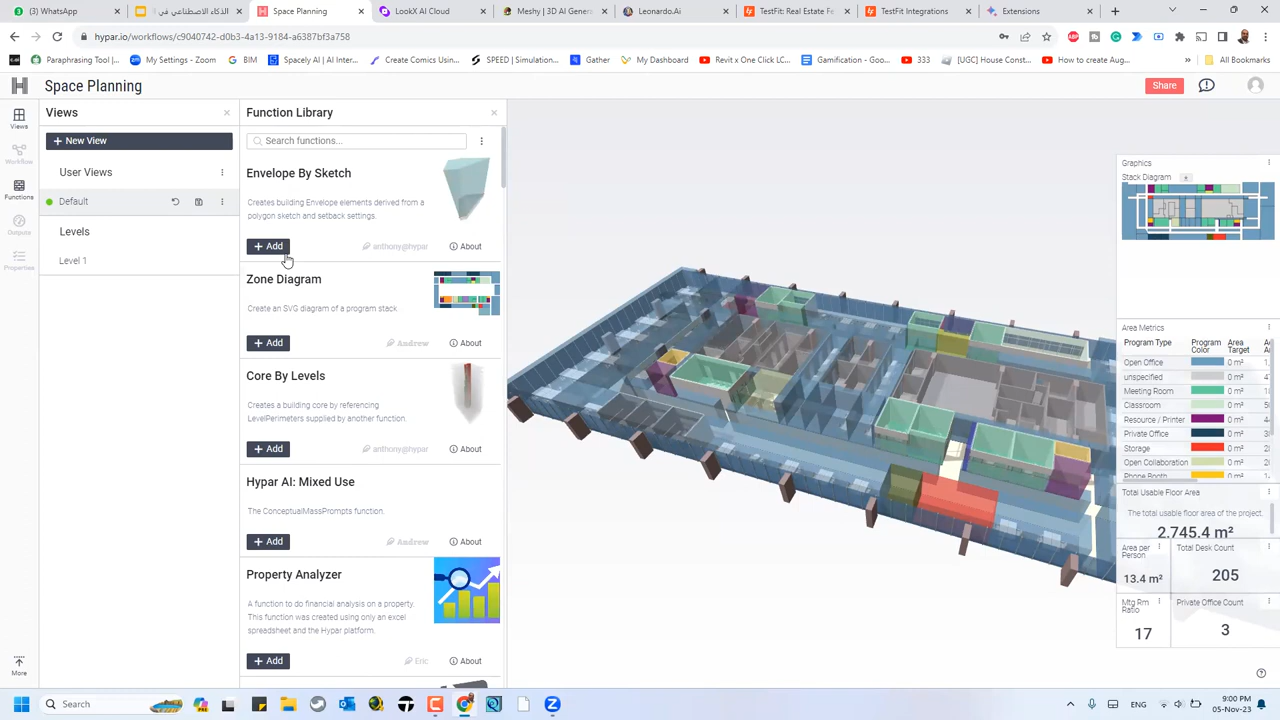 (3) WhatsApp
الذكاء الاصطناعي في
Space Planning
LookX AI Cloud
Meshy | 3D AI Gener
Leonardo.Ai
TestFit: Real Estate Fe
TestFit Integrations
Extensions
hypar.io/workflows/c9040742-d0b3-4a13-9184-a6387bf3a758
Paraphrasing Tool - ...
My Settings - Zoom
BIM
Spacely AI | AI Inter...
Create Comics Using...
SPEED | Simulation...
Gather
My Dashboard
Revit x One Click LC...
Gamification - Goo...
333
[UGC] House Const...
How to create Aug...
»
All Bookmarks
Space Planning
Share
Views
Workflow
Functions
Outputs
Properties
More
Views
+ New View
User Views
Default
Levels
Level 1
Function Library
Search functions...
Envelope By Sketch
Creates building Envelope elements derived from a
polygon sketch and setback settings.
+ Add
anthony@hypar
About
Zone Diagram
Create an SVG diagram of a program stack
+ Add
Andrew
About
Core By Levels
Creates a building core by referencing
LevelPerimeters supplied by another function.
+ Add
anthony@hypar
About
Hypar AI: Mixed Use
The ConceptualMassPrompts function.
+ Add
Andrew
About
Property Analyzer
A function to do financial analysis on a property.
This function was created using only an excel
spreadsheet and the Hypar platform.
+ Add
Eric
About
Graphics
Stack Diagram
Area Metrics
Program Type
Program Color
Area Target
Open Office
0 m²
unspecified
0 m²
Meeting Room
0 m²
Classroom
0 m²
Resource / Printer
0 m²
Private Office
0 m²
Storage
0 m²
Open Collaboration
0 m²
Phone Booth
0 m²
Total Usable Floor Area
The total usable floor area of the project.
2,745.4 m²
Area per Person
13.4 m²
Total Desk Count
205
Mtg Rm Ratio
17
Private Office Count
3
Search
ENG
9:00 PM
05-Nov-23